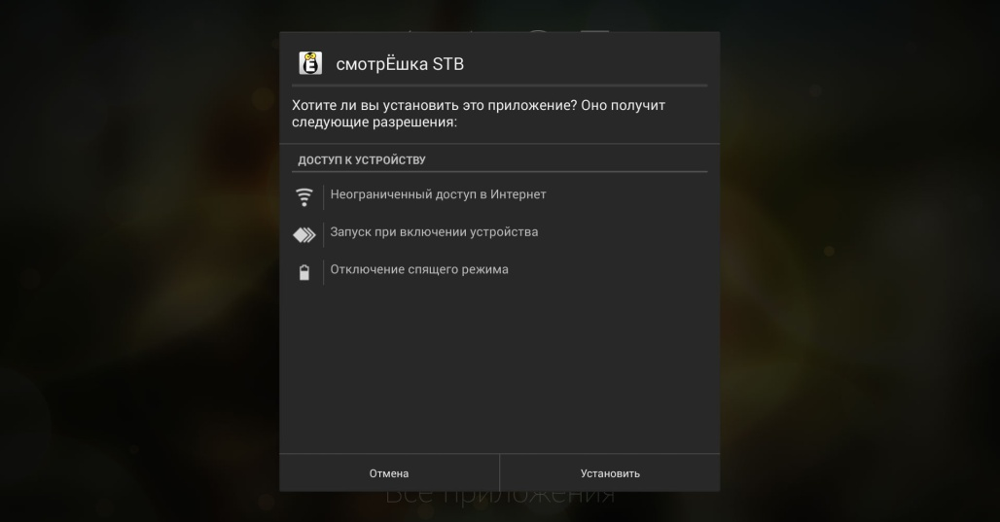 смотрЁшка STB
Хотите ли вы установить это приложение? Оно получит
следующие разрешения:
ДОСТУП К УСТРОЙСТВУ
Неограниченный доступ в Интернет
Запуск при включении устройства
Отключение спящего режима
Отмена
Установить
Все приложения